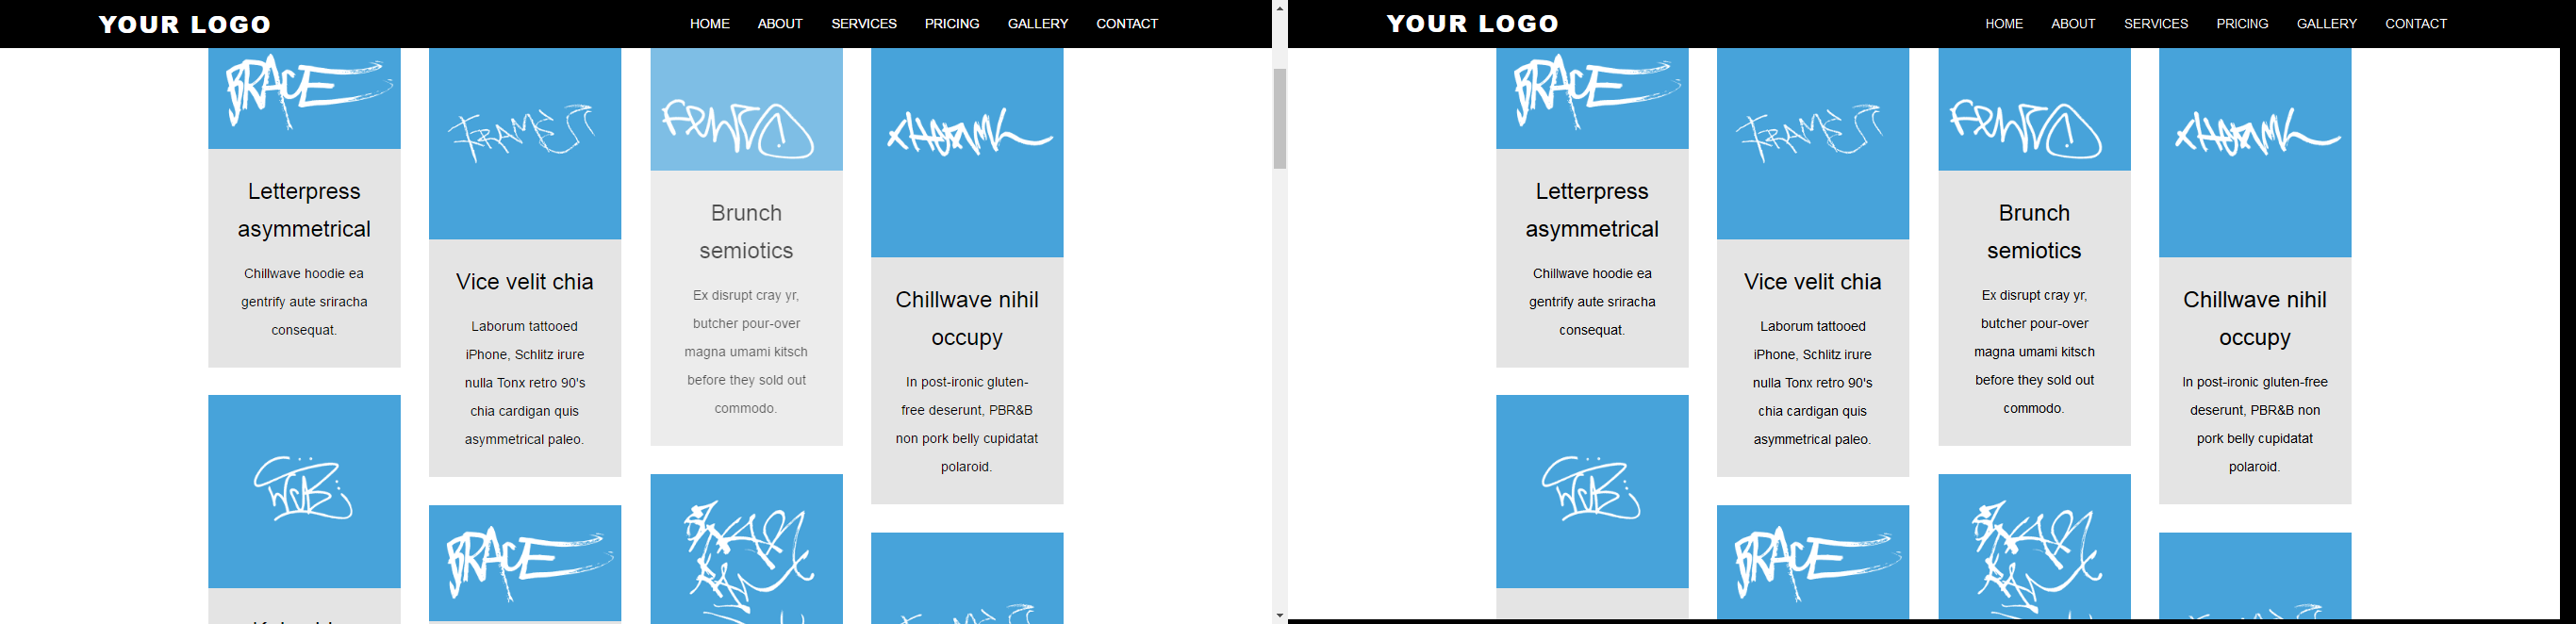 YOUR LOGO
HOME ABOUT SERVICES PRICING GALLERY CONTACT
BRACE
Letterpress
asymmetrical
Chillwave hoodie ea
gentrify aute sriracha
consequat.
FRAMES
Vice velit chia
Laborum tattooed
iPhone, Schlitz irure
nulla Tonx retro 90's
chia cardigan quis
asymmetrical paleo.
BRACE
Brunch
semiotics
Ex disrupt cray yr,
butcher pour-over
magna umami kitsch
before they sold out
commodo.
Chillwave nihil
occupy
In post-ironic gluten-
free deserunt, PBR&B
non pork belly cupidatat
polaroid.
YOUR LOGO
HOME ABOUT SERVICES PRICING GALLERY CONTACT
BRACE
Letterpress
asymmetrical
Chillwave hoodie ea
gentrify aute sriracha
consequat.
FRAMES
Vice velit chia
Laborum tattooed
iPhone, Schlitz irure
nulla Tonx retro 90's
chia cardigan quis
asymmetrical paleo.
BRACE
Brunch
semiotics
Ex disrupt cray yr,
butcher pour-over
magna umami kitsch
before they sold out
commodo.
Chillwave nihil
occupy
In post-ironic gluten-free
deserunt, PBR&B non
pork belly cupidatat
polaroid.